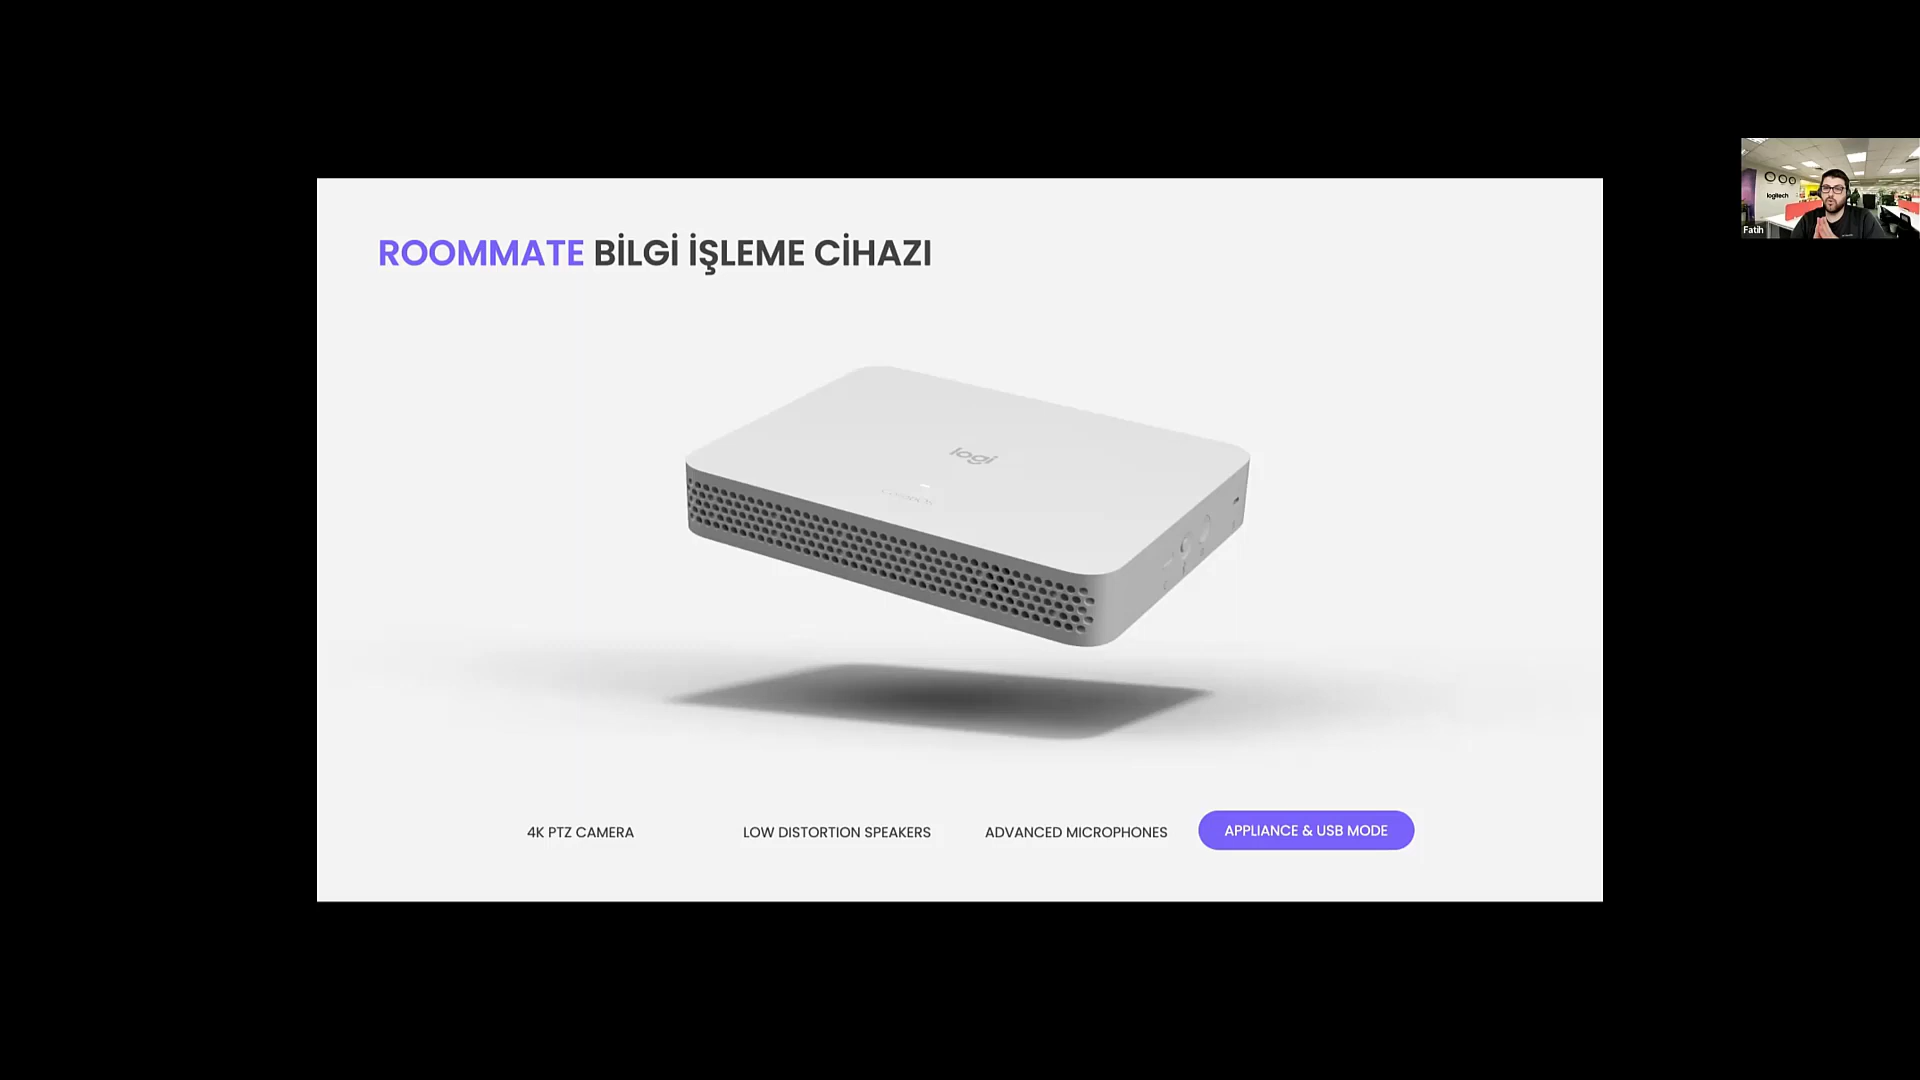 ROOMMATE BİLGİ İŞLEME CİHAZI
logitech
Fatih
logi
4K PTZ CAMERA
LOW DISTORTION SPEAKERS
ADVANCED MICROPHONES
APPLIANCE & USB MODE